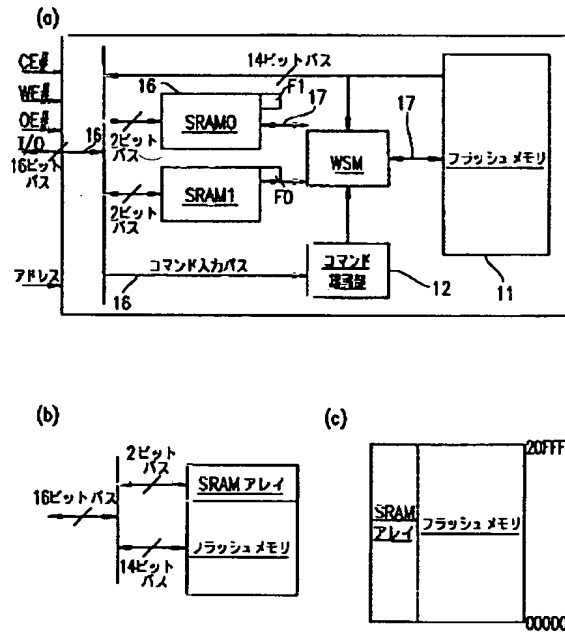 (a)
CE#
WE#
OE#
I/O
16
16ビット
バス
アドレス
14ビットバス
16
F1
SRAM0
17
2ビット
バス
SRAM1
F0
2ビット
バス
WSM
17
フラッシュメモリ
コマンド入力バス
16
コマンド
12
11
(b)
2ビット
バス
16ビットバス
SRAMアレイ
フラッシュメモリ
14ビット
バス
(c)
20FFF
SRAM
アレイ
フラッシュメモリ
00000